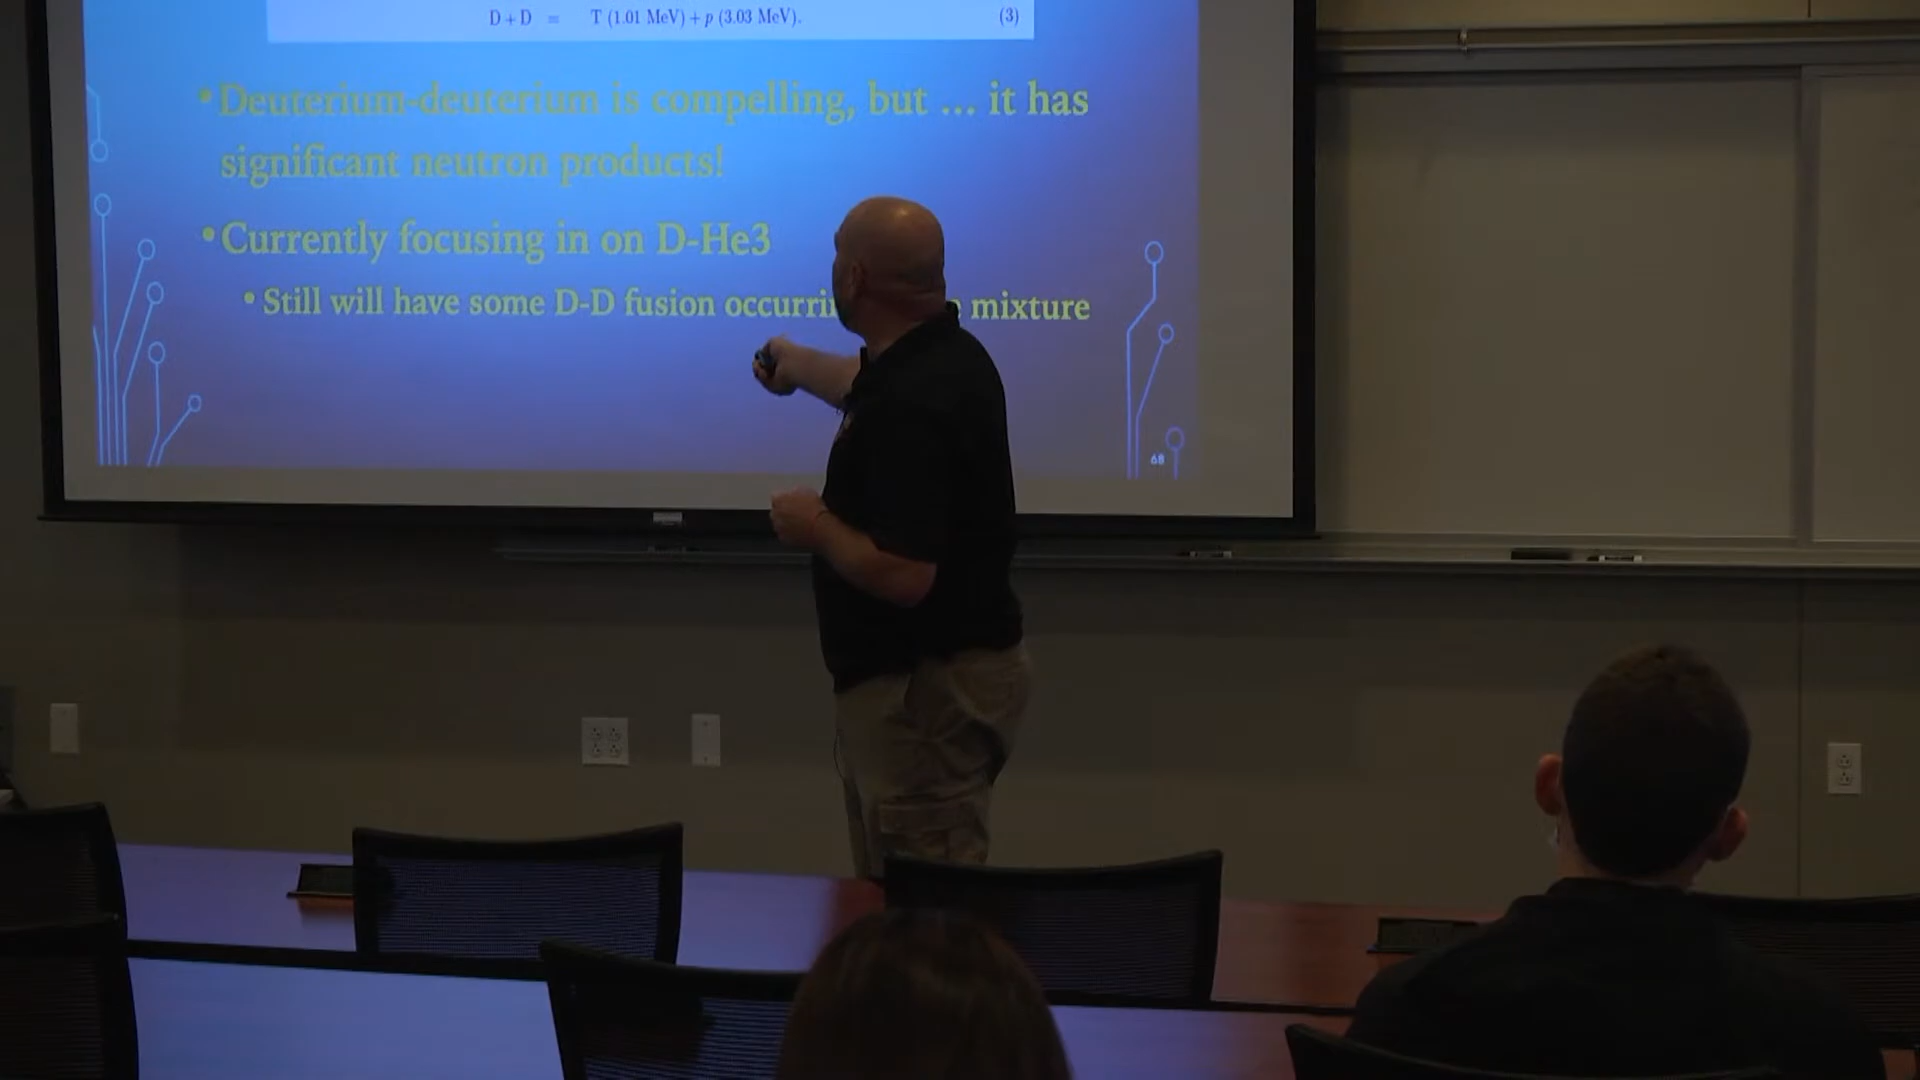 D + D = T (1.01 MeV) + p (3.03 MeV). (3)
•Deuterium-deuterium is compelling, but ... it has
significant neutron products!
•Currently focusing in on D-He3
•Still will have some D-D fusion mixture
68